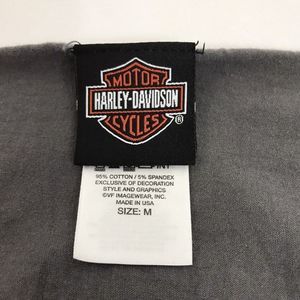 MOTOR
HARLEY-DAVIDSON
CYCLES
®
95% COTTON / 5% SPANDEX
EXCLUSIVE OF DECORATION
STYLE AND GRAPHICS
©VF IMAGEWEAR, INC.
MADE IN USA
SIZE: M